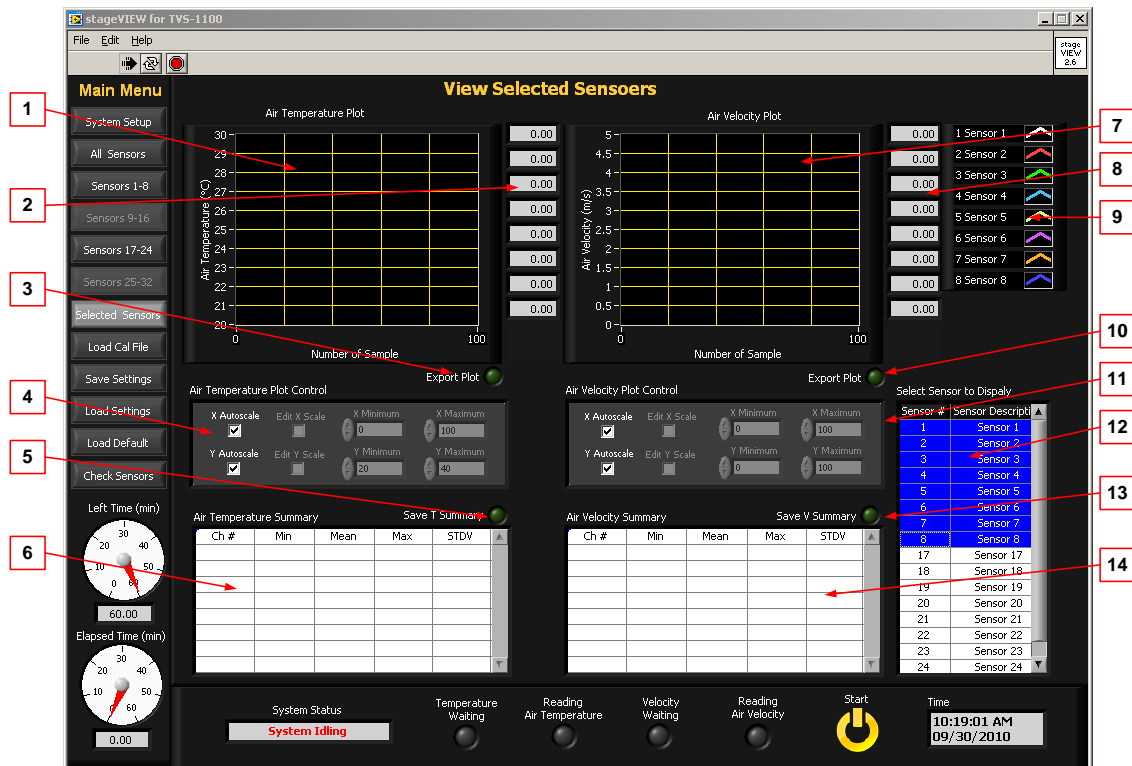 stageVIEW for TVS-1100
File Edit Help
stage
VIEW
2.6
Main Menu
System Setup
All Sensors
Sensors 1-8
Sensors 9-16
Sensors 17-24
Sensors 25-32
Selected Sensors
Load Cal File
Save Settings
Load Settings
Load Default
Check Sensors
Left Time (min)
0 10 20 30 40 50 60
60.00
Elapsed Time (min)
0 10 20 30 40 50 60
0.00
View Selected Sensoers
Air Temperature Plot
Air Temperature (°C)
30
29
28
27
26
25
24
23
22
21
20
0 100
Number of Sample
0.00
0.00
0.00
0.00
0.00
0.00
0.00
0.00
Export Plot
Air Velocity Plot
Air Velocity (m/s)
5
4.5
4
3.5
3
2.5
2
1.5
1
0.5
0
0 100
Number of Sample
0.00
0.00
0.00
0.00
0.00
0.00
0.00
0.00
Export Plot
1 Sensor 1
2 Sensor 2
3 Sensor 3
4 Sensor 4
5 Sensor 5
6 Sensor 6
7 Sensor 7
8 Sensor 8
Air Temperature Plot Control
X Autoscale Edit X Scale X Minimum X Maximum
0 100
Y Autoscale Edit Y Scale Y Minimum Y Maximum
20 40
Air Velocity Plot Control
X Autoscale Edit X Scale X Minimum X Maximum
0 100
Y Autoscale Edit Y Scale Y Minimum Y Maximum
0 100
Select Sensor to Dispaly
Sensor # Sensor Descripti
1 Sensor 1
2 Sensor 2
3 Sensor 3
4 Sensor 4
5 Sensor 5
6 Sensor 6
7 Sensor 7
8 Sensor 8
17 Sensor 17
18 Sensor 18
19 Sensor 19
20 Sensor 20
21 Sensor 21
22 Sensor 22
23 Sensor 23
24 Sensor 24
Air Temperature Summary Save T Summary
Ch # Min Mean Max STDV
Air Velocity Summary Save V Summary
Ch # Min Mean Max STDV
System Status
System Idling
Temperature
Waiting
Reading
Air Temperature
Velocity
Waiting
Reading
Air Velocity
Start
Time
10:19:01 AM
09/30/2010
1
2
3
4
5
6
7
8
9
10
11
12
13
14